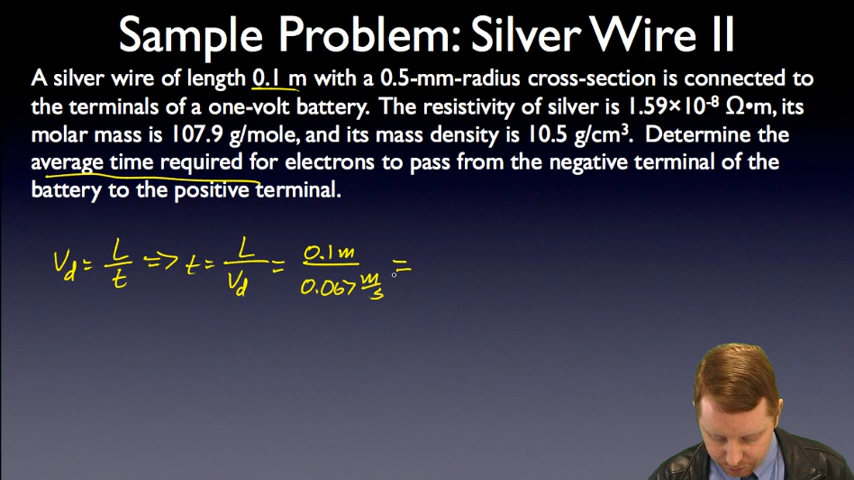 Sample Problem: Silver Wire II
A silver wire of length 0.1 m with a 0.5-mm-radius cross-section is connected to
the terminals of a one-volt battery. The resistivity of silver is 1.59×10⁻⁸ Ω•m, its
molar mass is 107.9 g/mole, and its mass density is 10.5 g/cm³. Determine the
average time required for electrons to pass from the negative terminal of the
battery to the positive terminal.
V_d = L/t => t = L/V_d = 0.1m / 0.067 m/s =